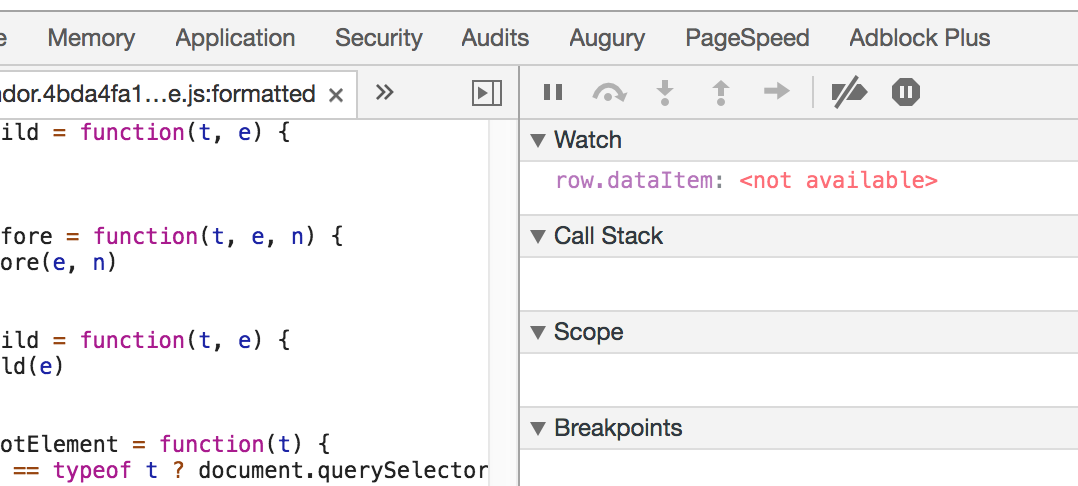 e Memory Application Security Audits Augury PageSpeed Adblock Plus
ndor.4bda4fa1...e.js:formatted × »
ild = function(t, e) {
fore = function(t, e, n) {
ore(e, n)
ild = function(t, e) {
ld(e)
otElement = function(t) {
== typeof t ? document.querySelector
Watch
row.dataItem: <not available>
Call Stack
Scope
Breakpoints